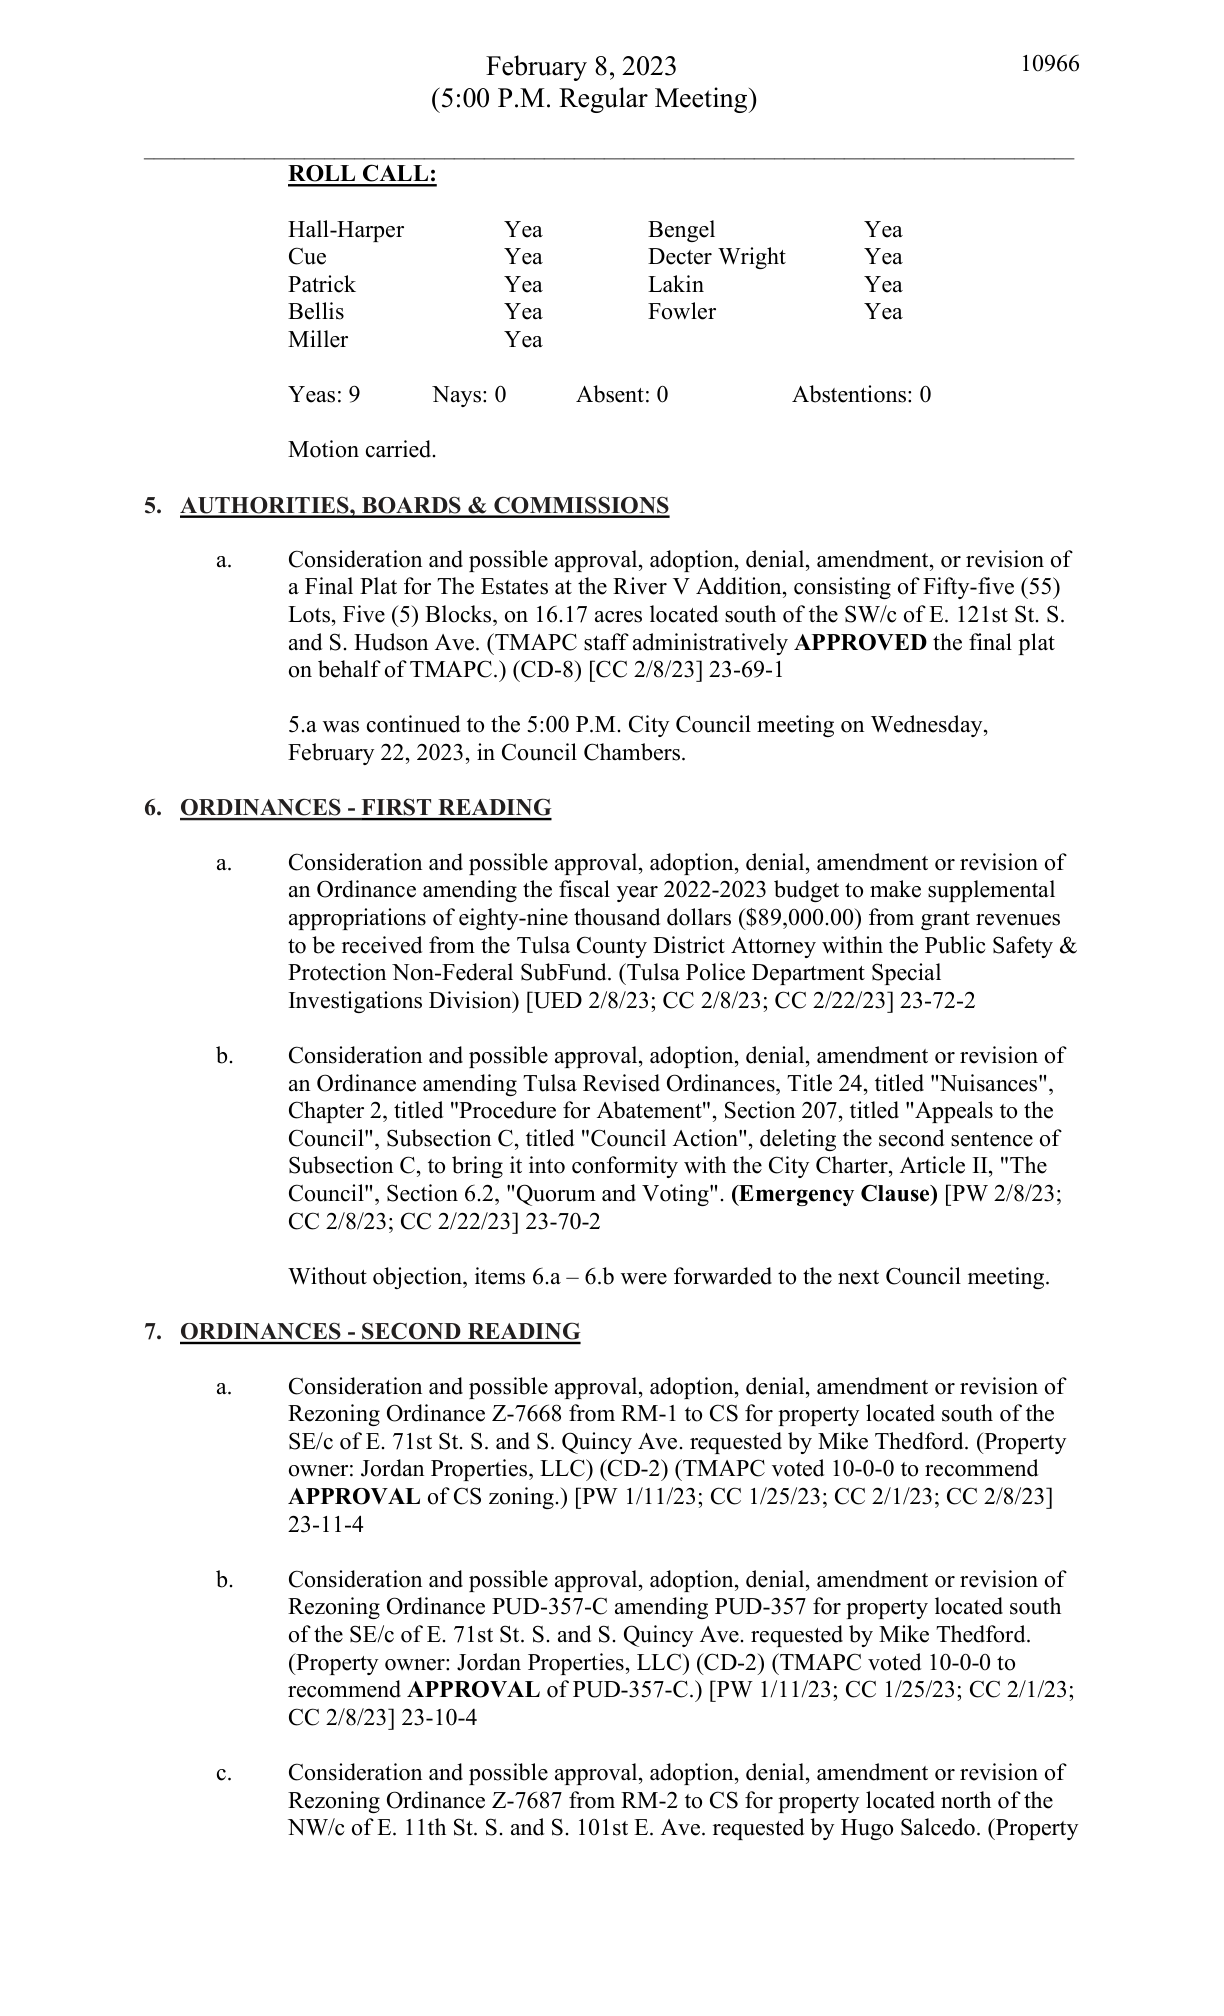 February 8, 2023
10966
(5:00 P.M. Regular Meeting)
ROLL CALL:
Hall-Harper Yea Bengel Yea
Cue Yea Decter Wright Yea
Patrick Yea Lakin Yea
Bellis Yea Fowler Yea
Miller Yea
Yeas: 9 Nays: 0 Absent: 0 Abstentions: 0
Motion carried.
5. AUTHORITIES, BOARDS & COMMISSIONS
a. Consideration and possible approval, adoption, denial, amendment, or revision of
a Final Plat for The Estates at the River V Addition, consisting of Fifty-five (55)
Lots, Five (5) Blocks, on 16.17 acres located south of the SW/c of E. 121st St. S.
and S. Hudson Ave. (TMAPC staff administratively APPROVED the final plat
on behalf of TMAPC.) (CD-8) [CC 2/8/23] 23-69-1
5.a was continued to the 5:00 P.M. City Council meeting on Wednesday,
February 22, 2023, in Council Chambers.
6. ORDINANCES - FIRST READING
a. Consideration and possible approval, adoption, denial, amendment or revision of
an Ordinance amending the fiscal year 2022-2023 budget to make supplemental
appropriations of eighty-nine thousand dollars ($89,000.00) from grant revenues
to be received from the Tulsa County District Attorney within the Public Safety &
Protection Non-Federal SubFund. (Tulsa Police Department Special
Investigations Division) [UED 2/8/23; CC 2/8/23; CC 2/22/23] 23-72-2
b. Consideration and possible approval, adoption, denial, amendment or revision of
an Ordinance amending Tulsa Revised Ordinances, Title 24, titled "Nuisances",
Chapter 2, titled "Procedure for Abatement", Section 207, titled "Appeals to the
Council", Subsection C, titled "Council Action", deleting the second sentence of
Subsection C, to bring it into conformity with the City Charter, Article II, "The
Council", Section 6.2, "Quorum and Voting". (Emergency Clause) [PW 2/8/23;
CC 2/8/23; CC 2/22/23] 23-70-2
Without objection, items 6.a – 6.b were forwarded to the next Council meeting.
7. ORDINANCES - SECOND READING
a. Consideration and possible approval, adoption, denial, amendment or revision of
Rezoning Ordinance Z-7668 from RM-1 to CS for property located south of the
SE/c of E. 71st St. S. and S. Quincy Ave. requested by Mike Thedford. (Property
owner: Jordan Properties, LLC) (CD-2) (TMAPC voted 10-0-0 to recommend
APPROVAL of CS zoning.) [PW 1/11/23; CC 1/25/23; CC 2/1/23; CC 2/8/23]
23-11-4
b. Consideration and possible approval, adoption, denial, amendment or revision of
Rezoning Ordinance PUD-357-C amending PUD-357 for property located south
of the SE/c of E. 71st St. S. and S. Quincy Ave. requested by Mike Thedford.
(Property owner: Jordan Properties, LLC) (CD-2) (TMAPC voted 10-0-0 to
recommend APPROVAL of PUD-357-C.) [PW 1/11/23; CC 1/25/23; CC 2/1/23;
CC 2/8/23] 23-10-4
c. Consideration and possible approval, adoption, denial, amendment or revision of
Rezoning Ordinance Z-7687 from RM-2 to CS for property located north of the
NW/c of E. 11th St. S. and S. 101st E. Ave. requested by Hugo Salcedo. (Property